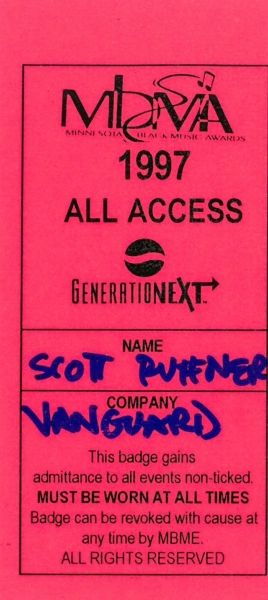 MbMA
MINNESOTA BLACK MUSIC AWARDS
1997
ALL ACCESS
GENERATIONEXT™
NAME
SCOTT RUFFNER
COMPANY
VANGUARD
This badge gains
admittance to all events non-ticked.
MUST BE WORN AT ALL TIMES
Badge can be revoked with cause at
any time by MBME.
ALL RIGHTS RESERVED